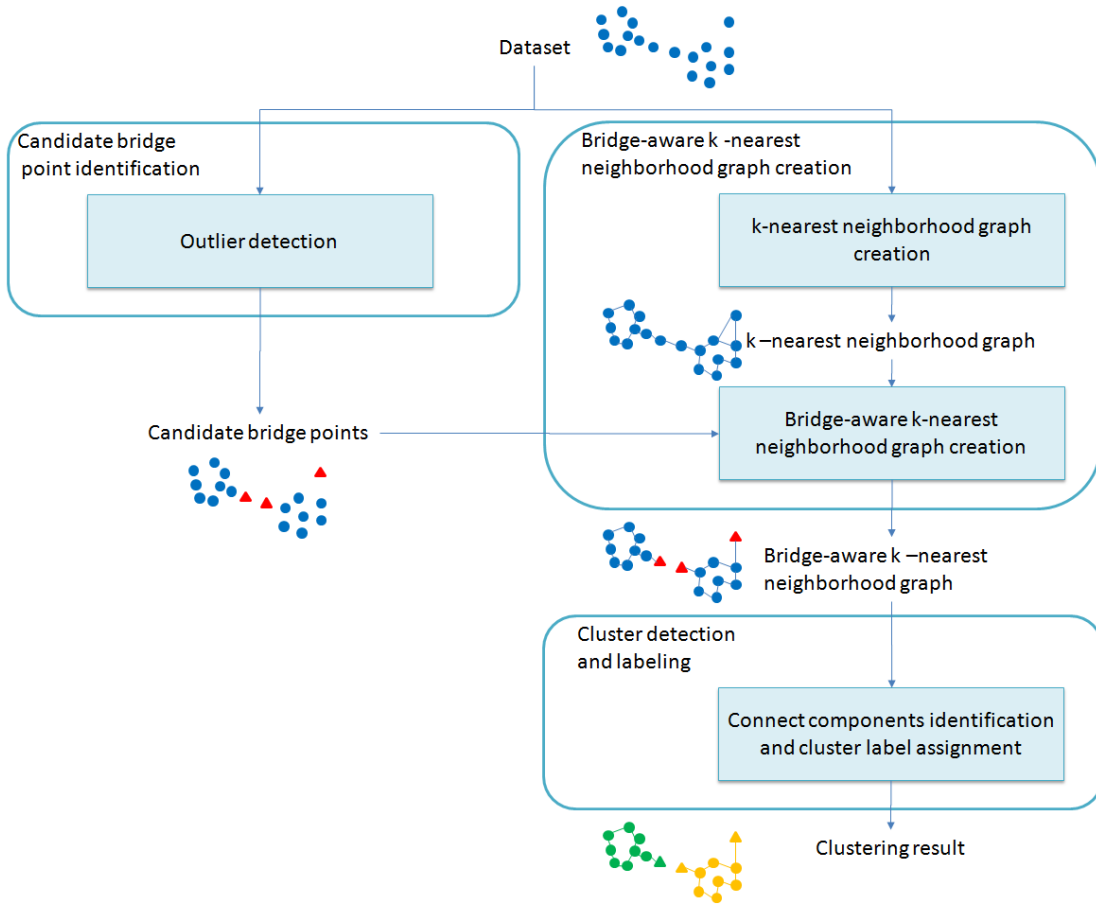 Dataset
Candidate bridge
point identification
Outlier detection
Candidate bridge points
Bridge-aware k -nearest
neighborhood graph creation
k-nearest neighborhood graph
creation
k –nearest neighborhood graph
Bridge-aware k-nearest
neighborhood graph creation
Bridge-aware k –nearest
neighborhood graph
Cluster detection
and labeling
Connect components identification
and cluster label assignment
Clustering result